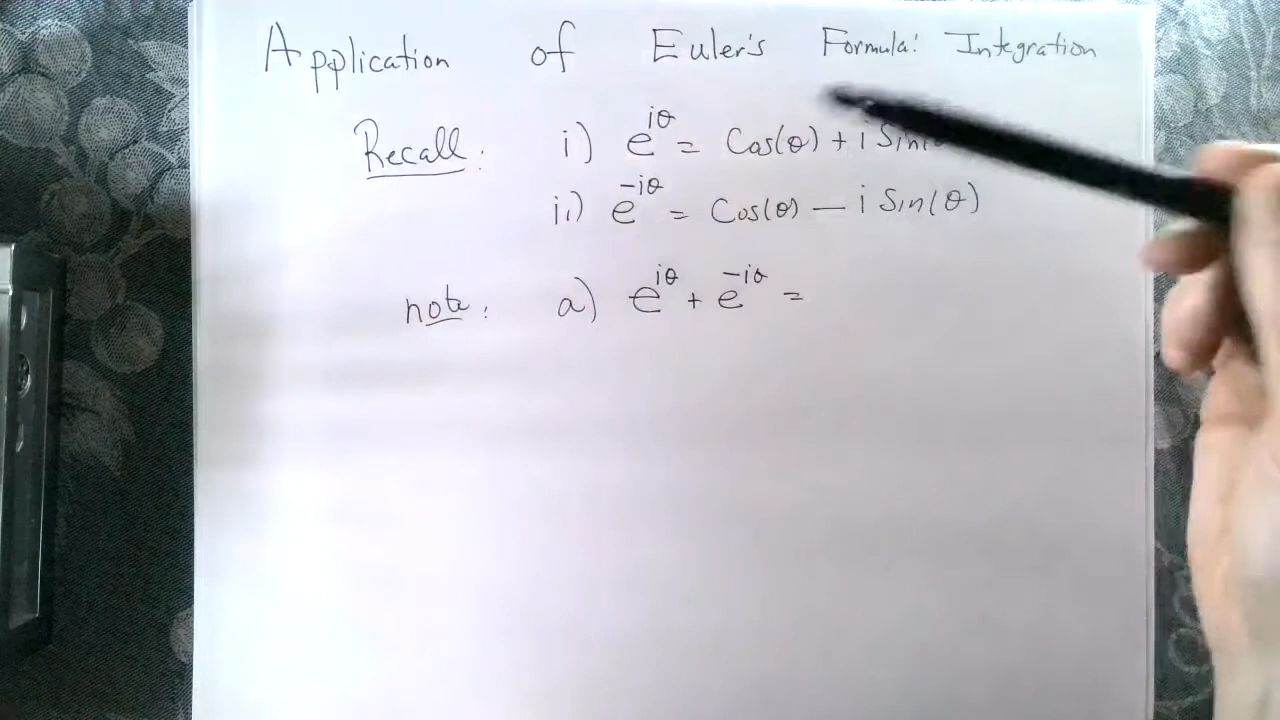 Application of Euler's Formula: Integration
Recall: i) e^{iθ} = Cos(θ) + i Sin(
ii) e^{-iθ} = Cos(θ) — i Sin(θ)
note: a) e^{iθ} + e^{-iθ} =